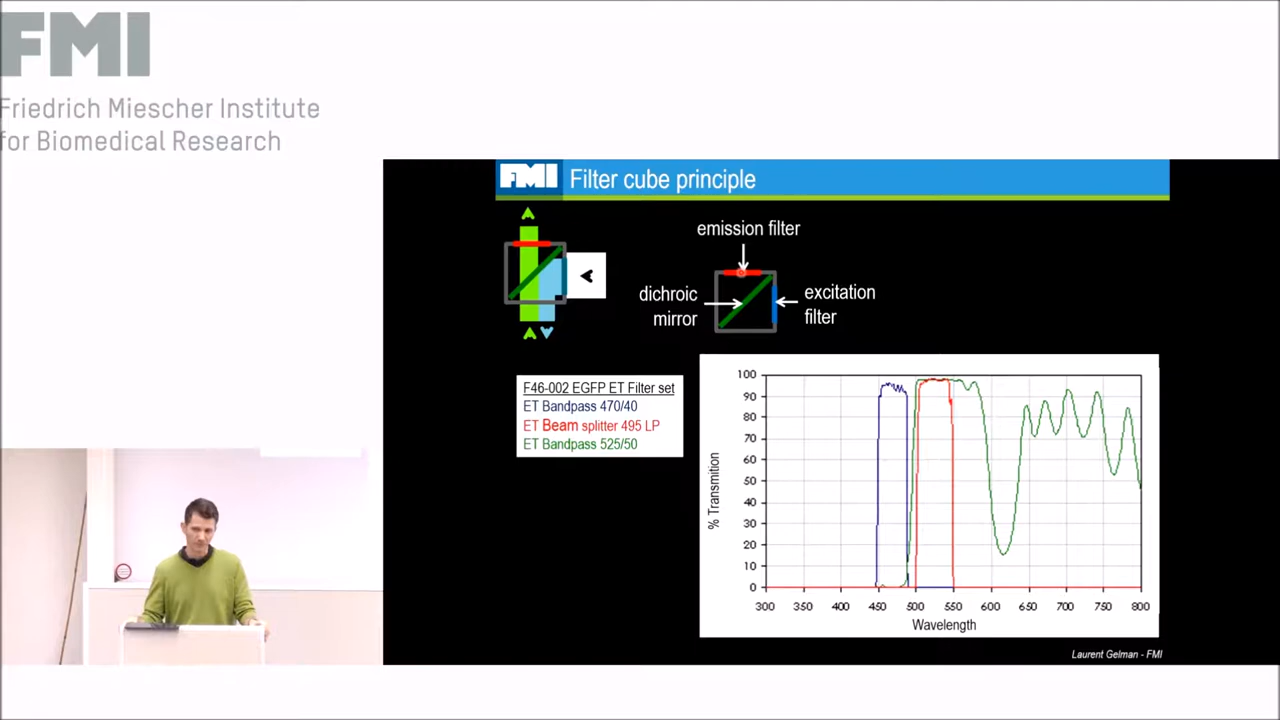 FMI
Friedrich Miescher Institute
for Biomedical Research
FMI
Filter cube principle
emission filter
dichroic
mirror
excitation
filter
F46-002 EGFP ET Filter set
ET Bandpass 470/40
ET Beam splitter 495 LP
ET Bandpass 525/50
% Transmition
100
90
80
70
60
50
40
30
20
10
0
300 350 400 450 500 550 600 650 700 750 800
Wavelength
Laurent Gelman - FMI